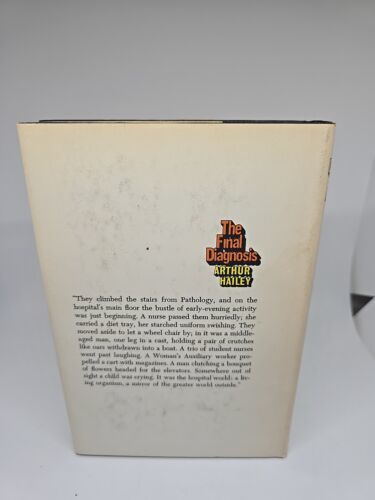 The
Final
Diagnosis
ARTHUR
HAILEY
"They climbed the stairs from Pathology, and on the
hospital's main floor the bustle of early-evening activity
was just beginning. A nurse passed them hurriedly; she
carried a diet tray, her starched uniform swishing. They
moved aside to let a wheel chair by; in it was a middle-
aged man, one leg in a cast, holding a pair of crutches
like oars withdrawn into a boat. A trio of student nurses
went past laughing. A Woman's Auxiliary worker pro-
pelled a cart with magazines. A man clutching a bouquet
of flowers headed for the elevators. Somewhere out of
sight a child was crying. It was the hospital world: a liv-
ing organism, a mirror of the greater world outside."